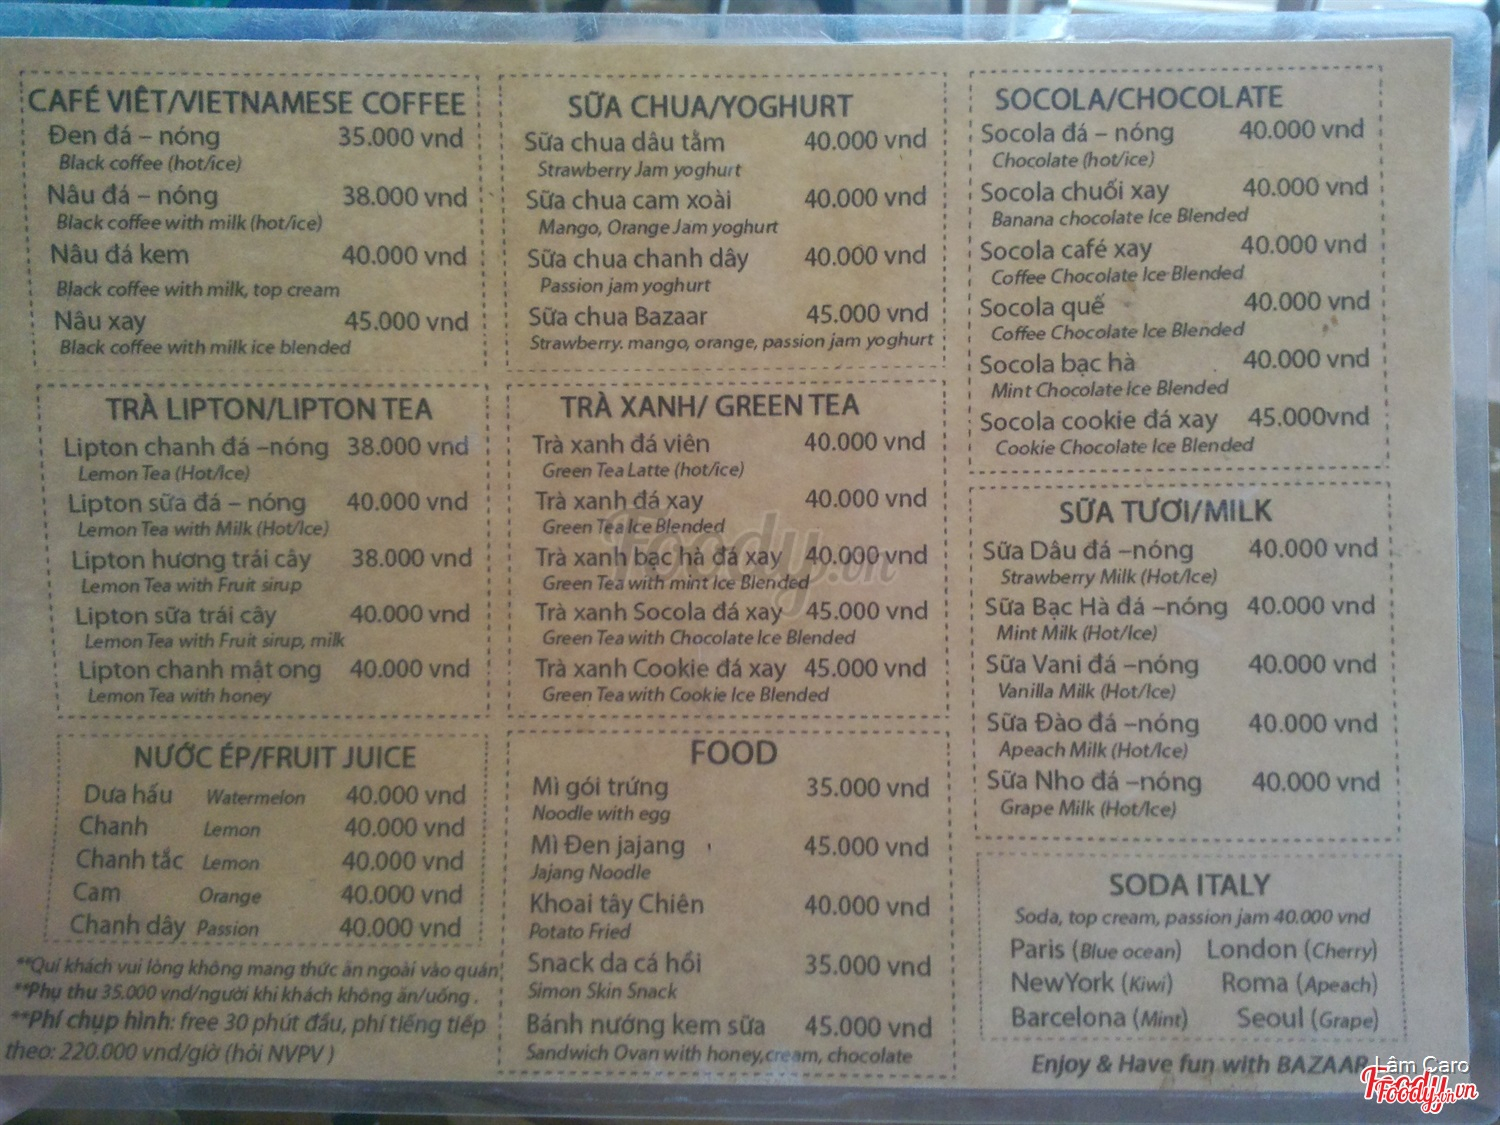 CAFÉ VIÊT/VIETNAMESE COFFEE
Đen đá – nóng 35.000 vnd
Black coffee (hot/ice)
Nâu đá – nóng 38.000 vnd
Black coffee with milk (hot/ice)
Nâu đá kem 40.000 vnd
Black coffee with milk, top cream
Nâu xay 45.000 vnd
Black coffee with milk ice blended
TRÀ LIPTON/LIPTON TEA
Lipton chanh đá –nóng 38.000 vnd
Lemon Tea (Hot/Ice)
Lipton sữa đá – nóng 40.000 vnd
Lemon Tea with Milk (Hot/Ice)
Lipton hương trái cây 38.000 vnd
Lemon Tea with Fruit sirup
Lipton sữa trái cây 40.000 vnd
Lemon Tea with Fruit sirup, milk
Lipton chanh mật ong 40.000 vnd
Lemon Tea with honey
NƯỚC ÉP/FRUIT JUICE
Dưa hấu Watermelon 40.000 vnd
Chanh Lemon 40.000 vnd
Chanh tắc Lemon 40.000 vnd
Cam Orange 40.000 vnd
Chanh dây Passion 40.000 vnd
**Quí khách vui lòng không mang thức ăn ngoài vào quán
**Phụ thu 35.000 vnd/người khi khách không ăn/uống .
**Phí chụp hình: free 30 phút đầu, phí tiếng tiếp
theo: 220.000 vnd/giờ (hỏi NVPV )
SỮA CHUA/YOGHURT
Sữa chua dâu tằm 40.000 vnd
Strawberry Jam yoghurt
Sữa chua cam xoài 40.000 vnd
Mango, Orange Jam yoghurt
Sữa chua chanh dây 40.000 vnd
Passion jam yoghurt
Sữa chua Bazaar 45.000 vnd
Strawberry. mango, orange, passion jam yoghurt
TRÀ XANH/ GREEN TEA
Trà xanh đá viên 40.000 vnd
Green Tea Latte (hot/ice)
Trà xanh đá xay 40.000 vnd
Green Tea Ice Blended
Trà xanh bạc hà đá xay 40.000 vnd
Green Tea with mint Ice Blended
Trà xanh Socola đá xay 45.000 vnd
Green Tea with Chocolate Ice Blended
Trà xanh Cookie đá xay 45.000 vnd
Green Tea with Cookie Ice Blended
FOOD
Mì gói trứng 35.000 vnd
Noodle with egg
Mì Đen jajang 45.000 vnd
Jajang Noodle
Khoai tây Chiên 40.000 vnd
Potato Fried
Snack da cá hồi 35.000 vnd
Simon Skin Snack
Bánh nướng kem sữa 45.000 vnd
Sandwich Ovan with honey,cream, chocolate
SOCOLA/CHOCOLATE
Socola đá – nóng 40.000 vnd
Chocolate (hot/ice)
Socola chuối xay 40.000 vnd
Banana chocolate Ice Blended
Socola café xay 40.000 vnd
Coffee Chocolate Ice Blended
Socola quế 40.000 vnd
Coffee Chocolate Ice Blended
Socola bạc hà 40.000 vnd
Mint Chocolate Ice Blended
Socola cookie đá xay 45.000vnd
Cookie Chocolate Ice Blended
SỮA TƯƠI/MILK
Sữa Dâu đá –nóng 40.000 vnd
Strawberry Milk (Hot/Ice)
Sữa Bạc Hà đá –nóng 40.000 vnd
Mint Milk (Hot/Ice)
Sữa Vani đá –nóng 40.000 vnd
Vanilla Milk (Hot/Ice)
Sữa Đào đá –nóng 40.000 vnd
Apeach Milk (Hot/Ice)
Sữa Nho đá –nóng 40.000 vnd
Grape Milk (Hot/Ice)
SODA ITALY
Soda, top cream, passion jam 40.000 vnd
Paris (Blue ocean) London (Cherry)
NewYork (Kiwi) Roma (Apeach)
Barcelona (Mint) Seoul (Grape)
Enjoy & Have fun with BAZAAR
Foody.vn
Lâm Caro
Foody.vn